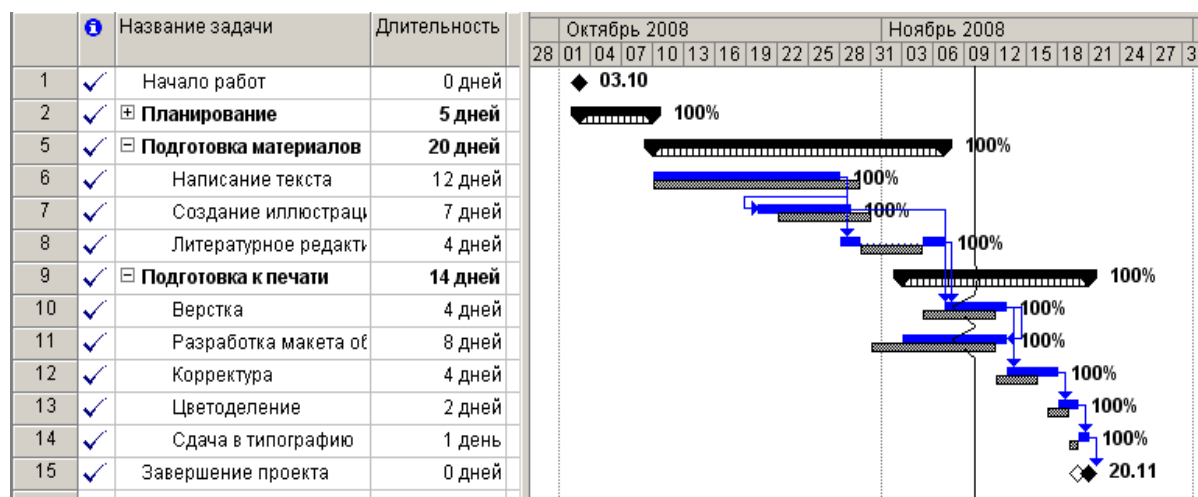 Название задачи Длительность Октябрь 2008 Ноябрь 2008
28 01 04 07 10 13 16 19 22 25 28 31 03 06 09 12 15 18 21 24 27 3
1 Начало работ 0 дней 03.10
2 Планирование 5 дней 100%
5 Подготовка материалов 20 дней 100%
6 Написание текста 12 дней 100%
7 Создание иллюстраци 7 дней 100%
8 Литературное редакти 4 дней 100%
9 Подготовка к печати 14 дней 100%
10 Верстка 4 дней 100%
11 Разработка макета об 8 дней 100%
12 Корректура 4 дней 100%
13 Цветоделение 2 дней 100%
14 Сдача в типографию 1 день 100%
15 Завершение проекта 0 дней 20.11